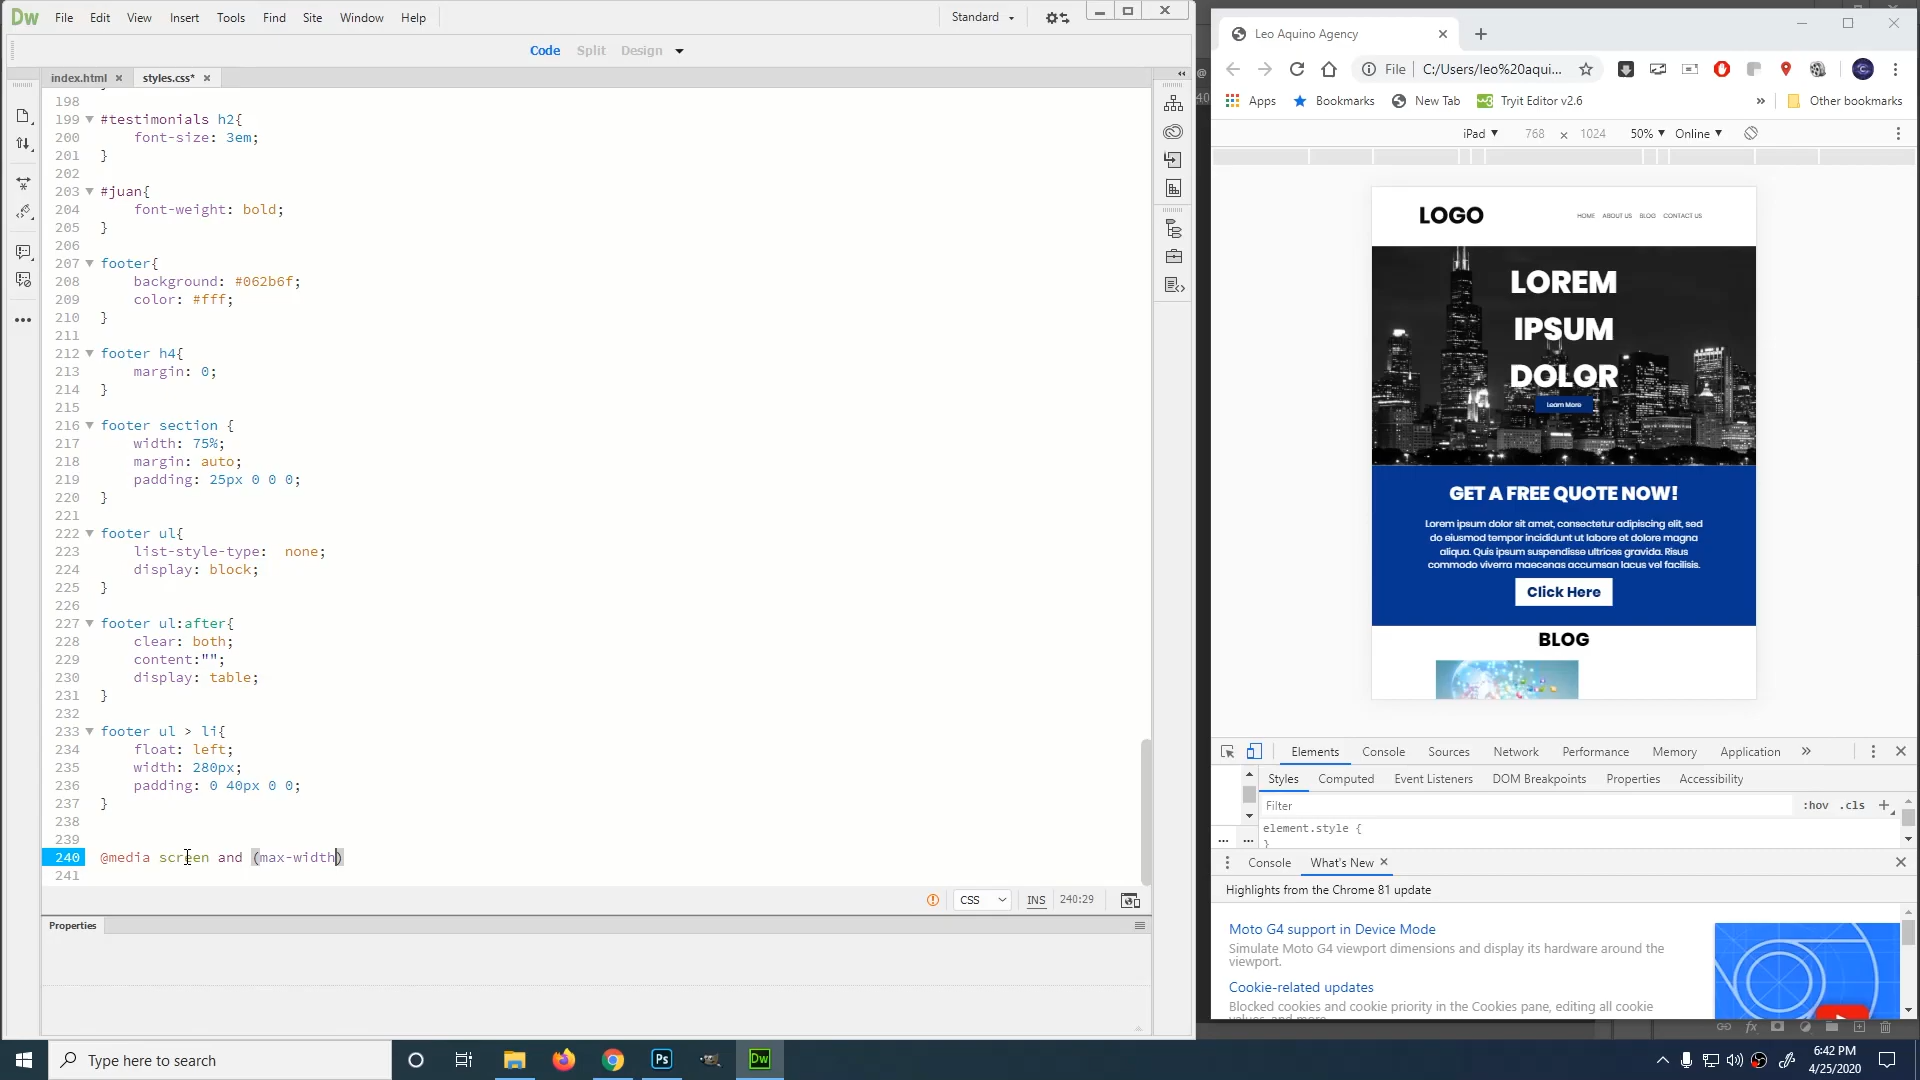 Dw File Edit View Insert Tools Find Site Window Help
Standard
Code Split Design
index.html × styles.css* ×
198
199 #testimonials h2{
200 font-size: 3em;
201 }
202
203 #juan{
204 font-weight: bold;
205 }
206
207 footer{
208 background: #062b6f;
209 color: #fff;
210 }
211
212 footer h4{
213 margin: 0;
214 }
215
216 footer section {
217 width: 75%;
218 margin: auto;
219 padding: 25px 0 0 0;
220 }
221
222 footer ul{
223 list-style-type:  none;
224 display: block;
225 }
226
227 footer ul:after{
228 clear: both;
229 content:"";
230 display: table;
231 }
232
233 footer ul > li{
234 float: left;
235 width: 280px;
236 padding: 0 40px 0 0;
237 }
238
239
240 @media screen and (max-width)
241
CSS INS 240:29
Properties
Leo Aquino Agency
File C:/Users/leo%20aqui...
Apps Bookmarks New Tab Tryit Editor v2.6 » Other bookmarks
iPad 768 × 1024 50% Online
LOGO HOME ABOUT US BLOG CONTACT US
LOREM
IPSUM
DOLOR
Learn More
GET A FREE QUOTE NOW!
Lorem ipsum dolor sit amet, consectetur adipiscing elit, sed
do eiusmod tempor incididunt ut labore et dolore magna
aliqua. Quis ipsum suspendisse ultrices gravida. Risus
commodo viverra maecenas accumsan lacus vel facilisis.
Click Here
BLOG
Elements Console Sources Network Performance Memory Application »
Styles Computed Event Listeners DOM Breakpoints Properties Accessibility
Filter :hov .cls +
element.style {
}
Console What's New ×
Highlights from the Chrome 81 update
Moto G4 support in Device Mode
Simulate Moto G4 viewport dimensions and display its hardware around the
viewport.
Cookie-related updates
Blocked cookies and cookie priority in the Cookies pane, editing all cookie
values, and more.
Type here to search
Ps
Dw
6:42 PM
4/25/2020